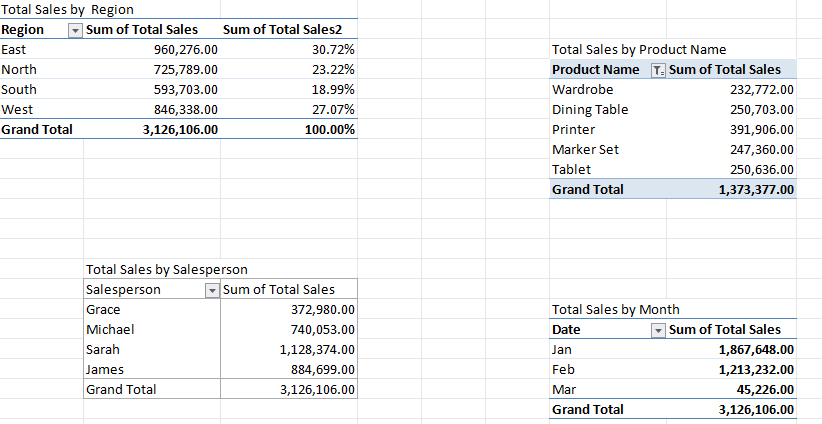 Total Sales by  Region
Region Sum of Total Sales Sum of Total Sales2
East 960,276.00 30.72%
North 725,789.00 23.22%
South 593,703.00 18.99%
West 846,338.00 27.07%
Grand Total 3,126,106.00 100.00%
Total Sales by Product Name
Product Name Sum of Total Sales
Wardrobe 232,772.00
Dining Table 250,703.00
Printer 391,906.00
Marker Set 247,360.00
Tablet 250,636.00
Grand Total 1,373,377.00
Total Sales by Salesperson
Salesperson Sum of Total Sales
Grace 372,980.00
Michael 740,053.00
Sarah 1,128,374.00
James 884,699.00
Grand Total 3,126,106.00
Total Sales by Month
Date Sum of Total Sales
Jan 1,867,648.00
Feb 1,213,232.00
Mar 45,226.00
Grand Total 3,126,106.00